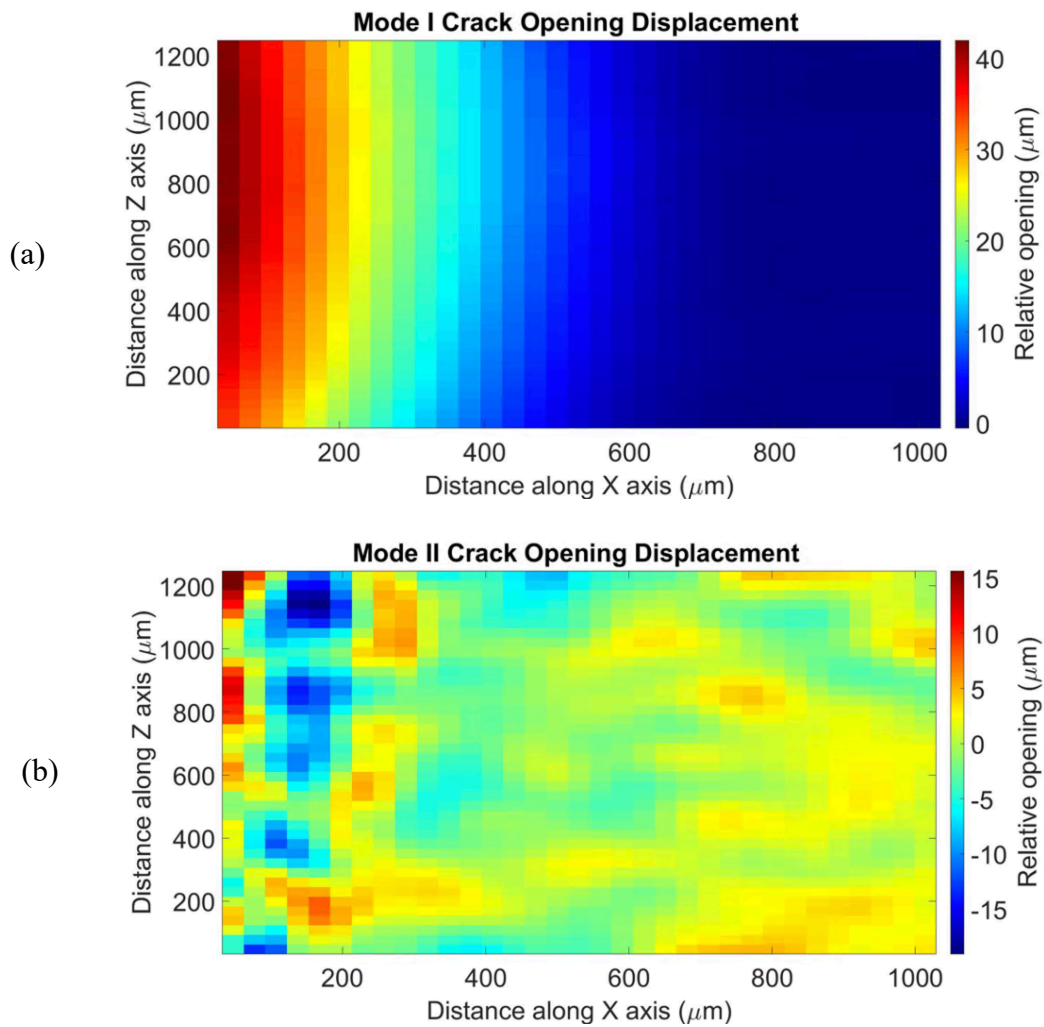 (a)
Mode I Crack Opening Displacement
1200
1000
800
600
400
200
Distance along Z axis (μm)
200 400 600 800 1000
Distance along X axis (μm)
40
30
20
10
0
Relative opening (μm)
(b)
Mode II Crack Opening Displacement
1200
1000
800
600
400
200
Distance along Z axis (μm)
200 400 600 800 1000
Distance along X axis (μm)
15
10
5
0
-5
-10
-15
Relative opening (μm)